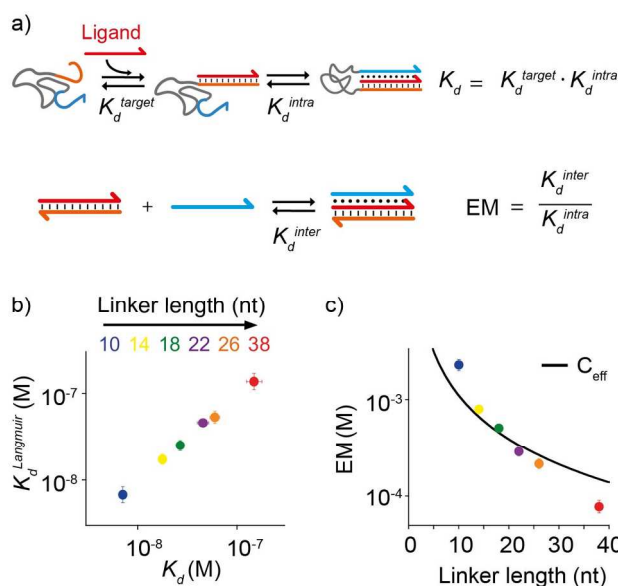 a)
Ligand
K_d^target
K_d^intra
K_d = K_d^target · K_d^intra
+
K_d^inter
EM = K_d^inter / K_d^intra
b)
Linker length (nt)
10 14 18 22 26 38
10^-7
10^-8
K_d^Langmuir (M)
10^-8 10^-7
K_d (M)
c)
C_eff
10^-3
10^-4
EM (M)
0 10 20 30 40
Linker length (nt)